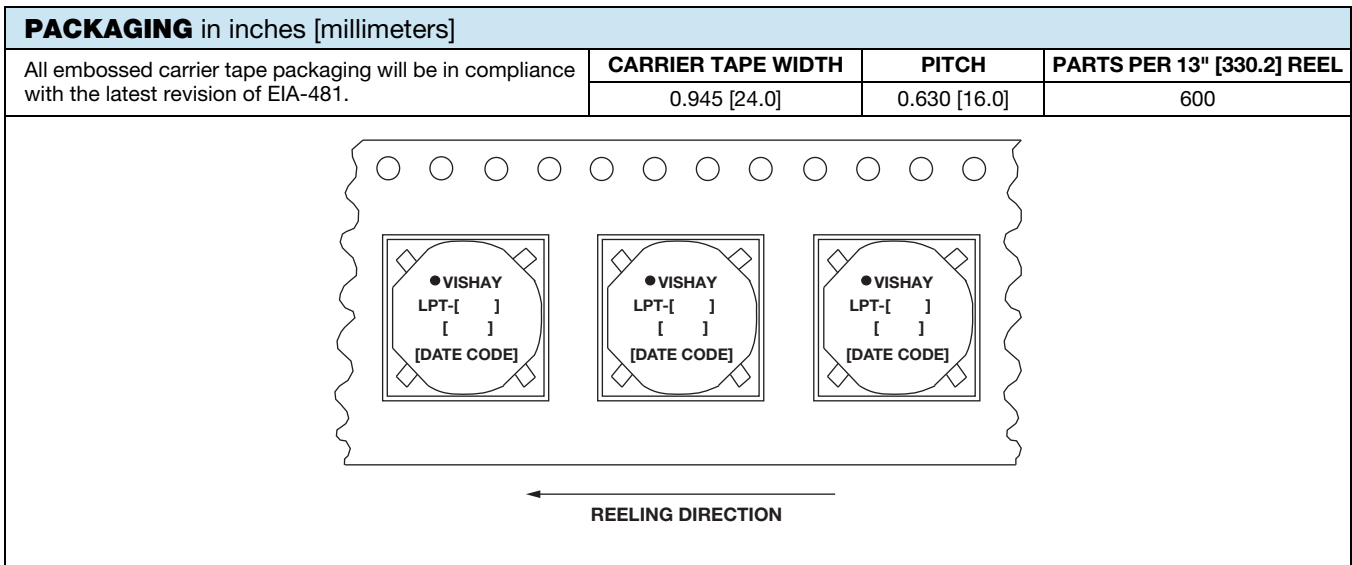 PACKAGING in inches [millimeters]
All embossed carrier tape packaging will be in compliance
with the latest revision of EIA-481.
CARRIER TAPE WIDTH PITCH PARTS PER 13" [330.2] REEL
0.945 [24.0] 0.630 [16.0] 600
VISHAY VISHAY VISHAY
LPT-[ ] LPT-[ ] LPT-[ ]
[ ] [ ] [ ]
[DATE CODE] [DATE CODE] [DATE CODE]
REELING DIRECTION